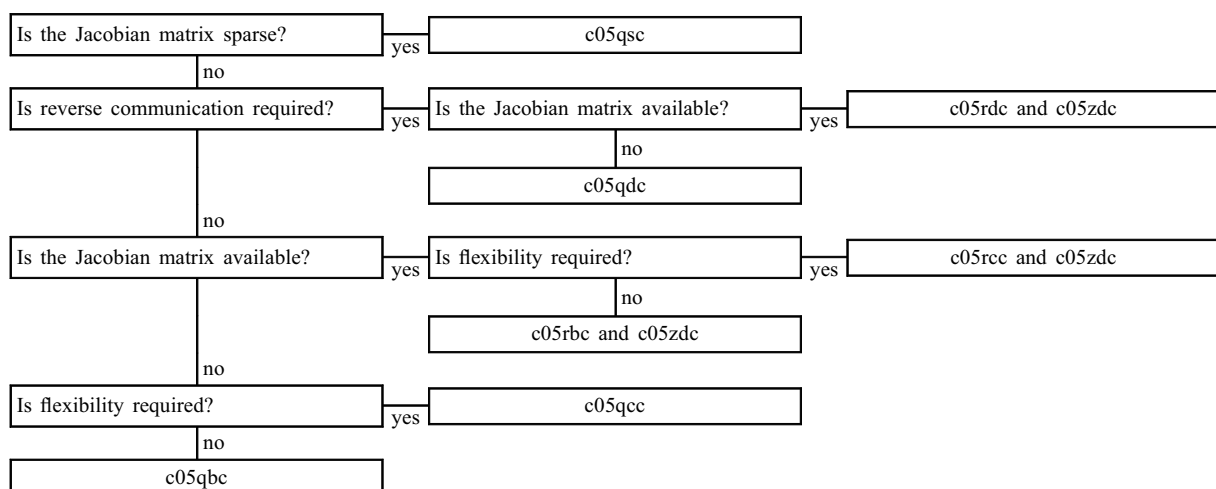 Is the Jacobian matrix sparse?
yes
c05qsc
no
Is reverse communication required?
yes
Is the Jacobian matrix available?
yes
c05rdc and c05zdc
no
c05qdc
no
Is the Jacobian matrix available?
yes
Is flexibility required?
yes
c05rcc and c05zdc
no
c05rbc and c05zdc
no
Is flexibility required?
yes
c05qcc
no
c05qbc